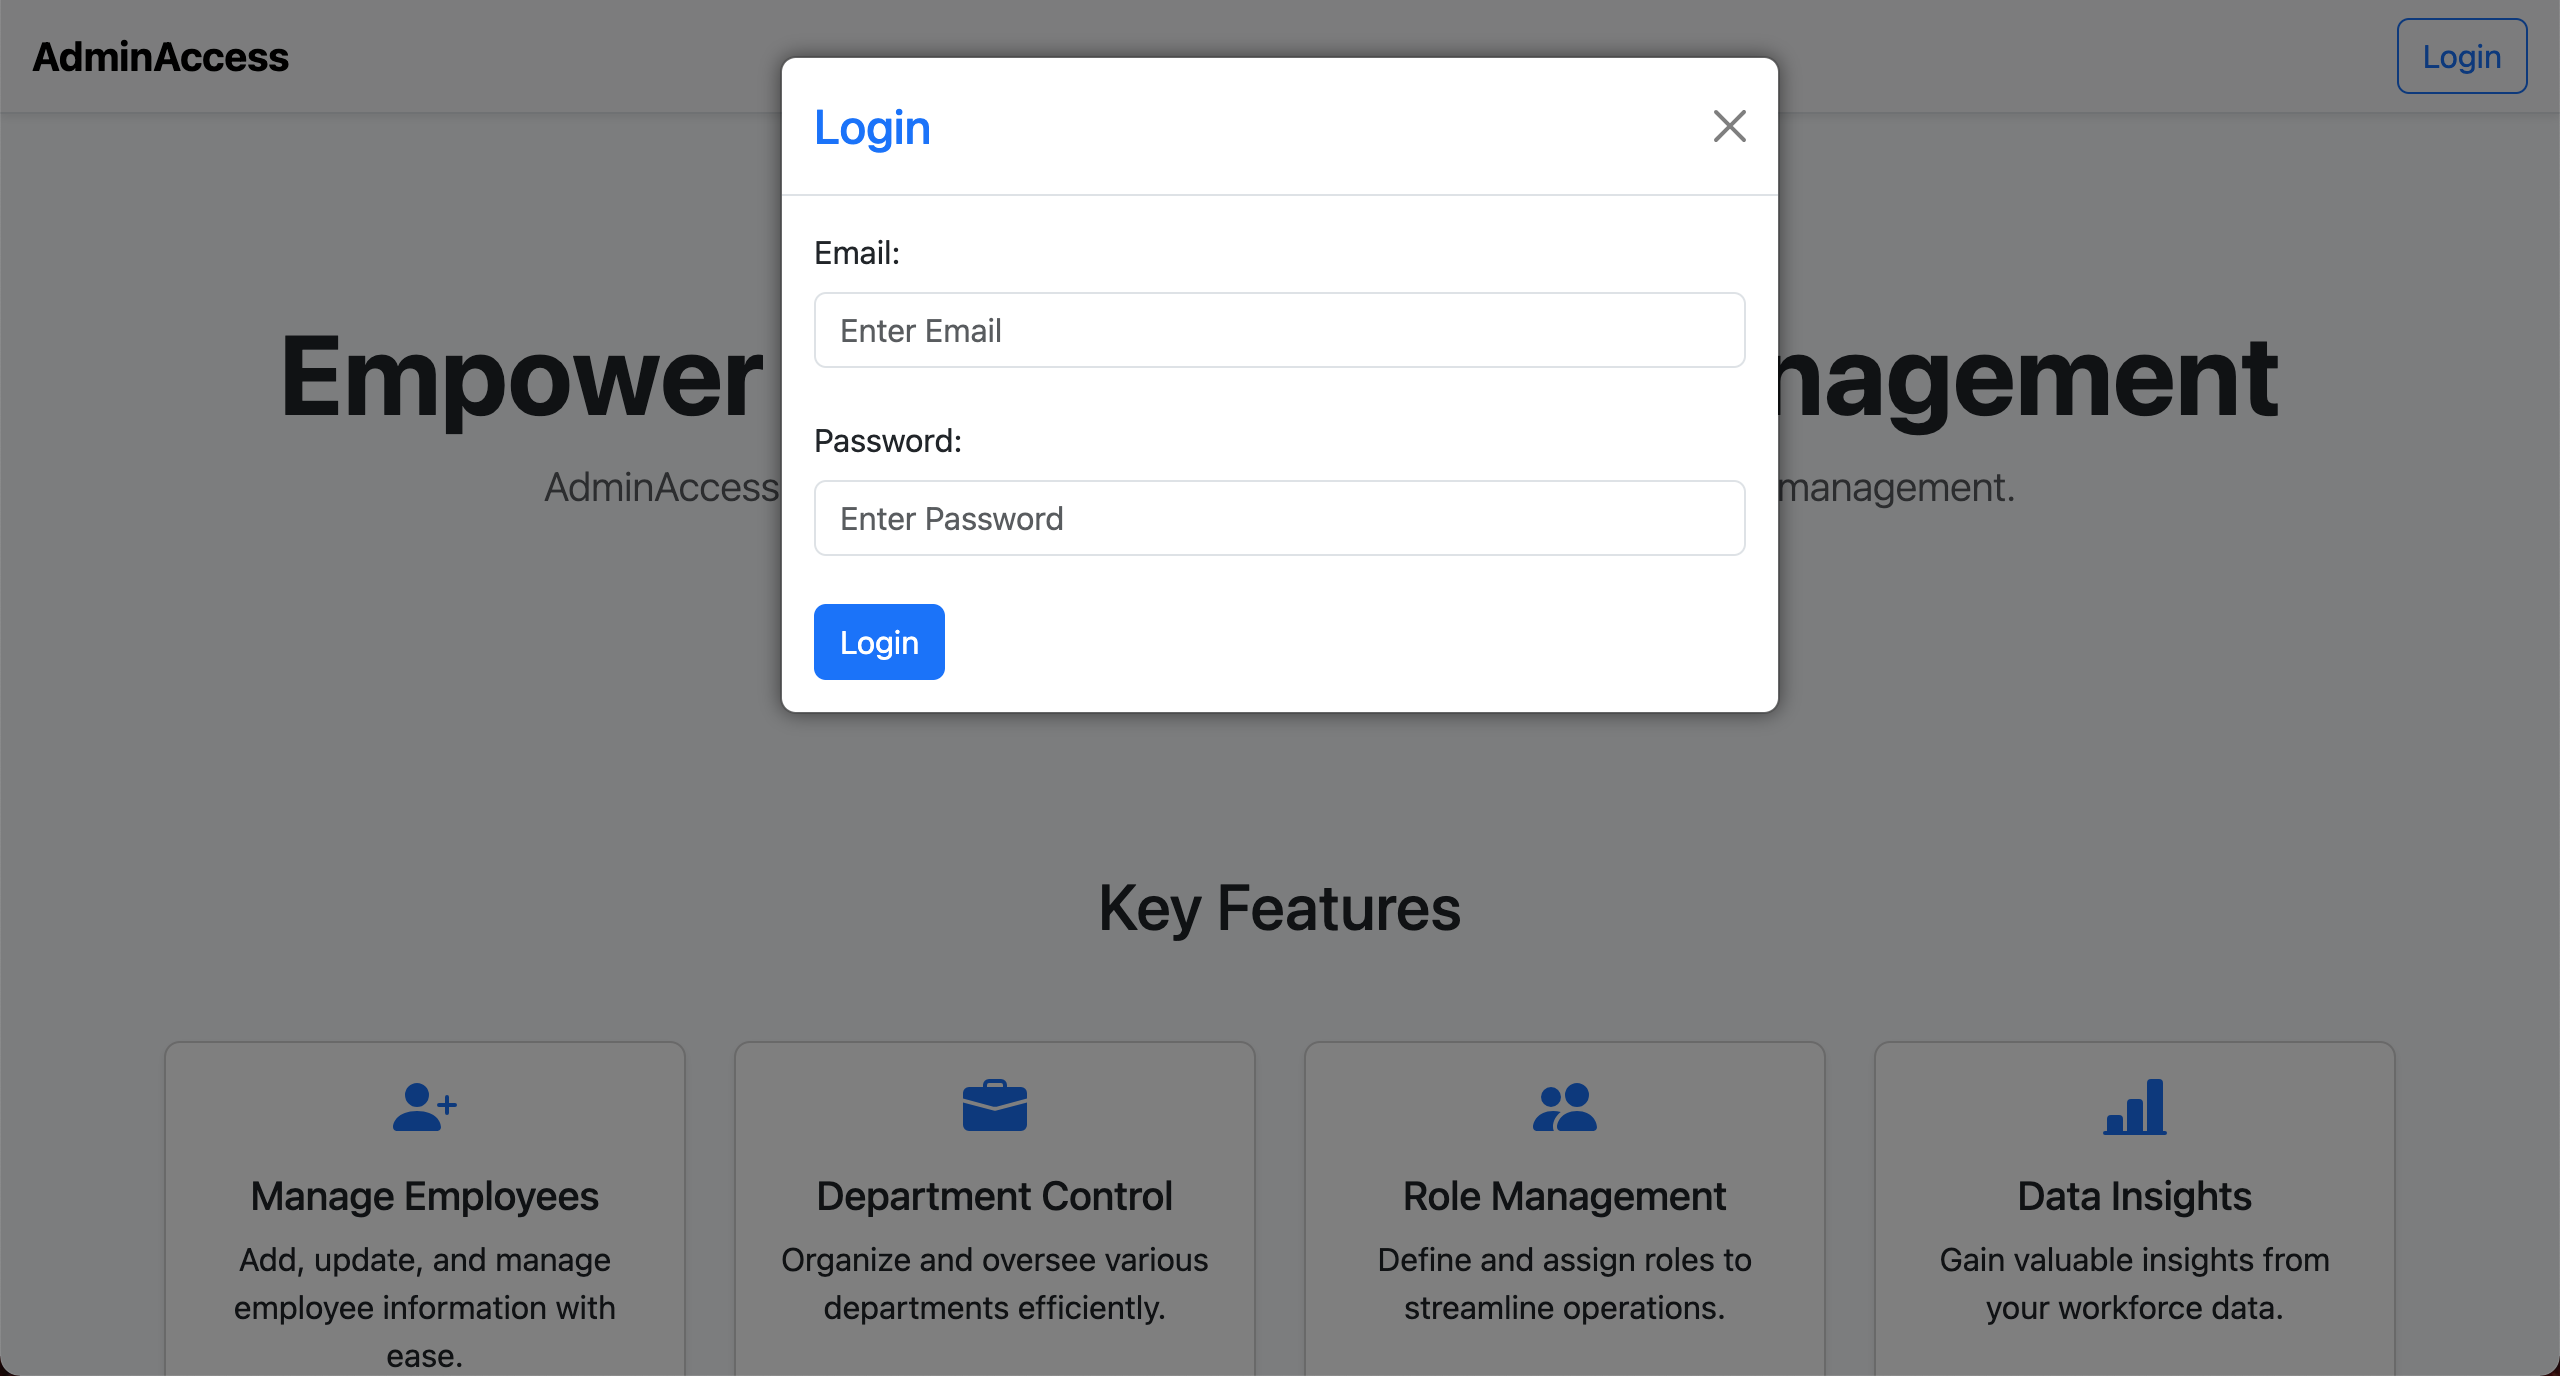 AdminAccess
Login
Login
Email:
Enter Email
Password:
Enter Password
Login
Empower
nagement
AdminAccess
management.
Key Features
Manage Employees
Add, update, and manage
employee information with
ease.
Department Control
Organize and oversee various
departments efficiently.
Role Management
Define and assign roles to
streamline operations.
Data Insights
Gain valuable insights from
your workforce data.